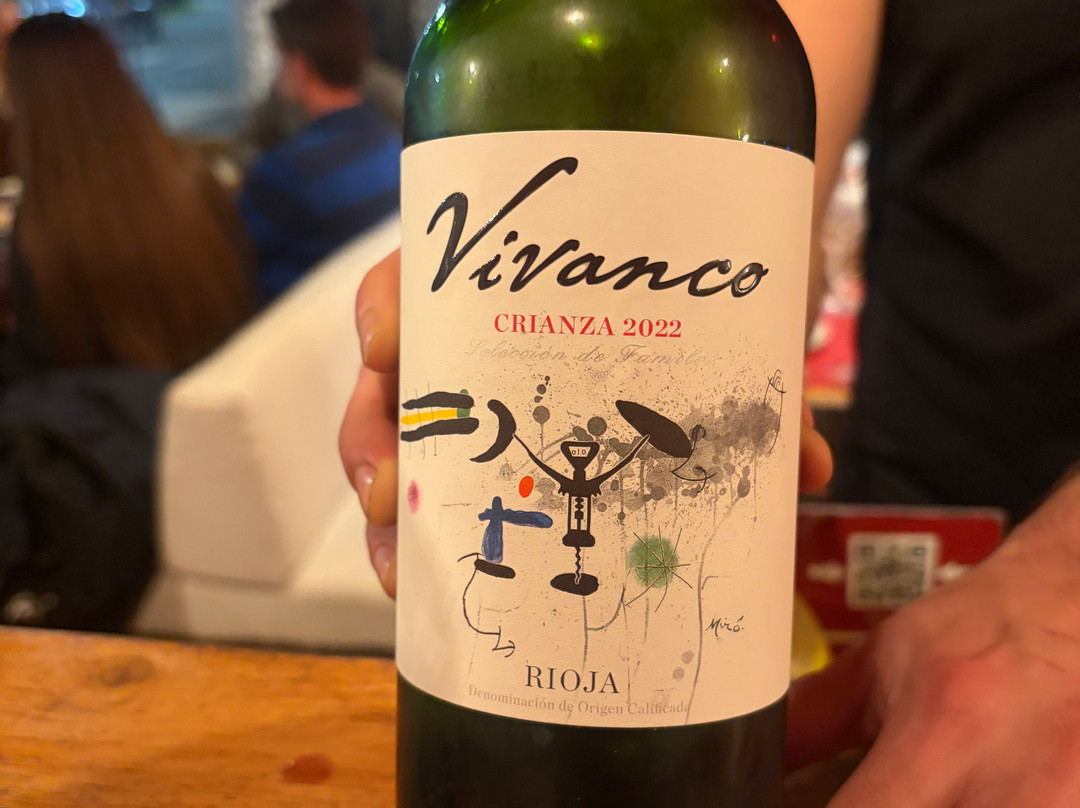 Vivanco
CRIANZA 2022
Selección de Familia
Miró.
RIOJA
Denominación de Origen Calificada